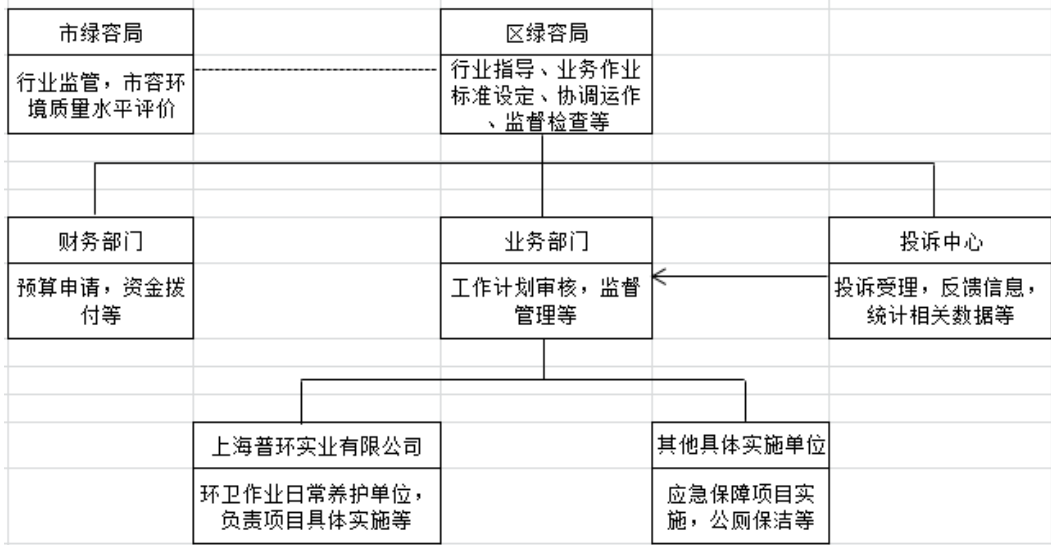 市绿容局
行业监管，市容环
境质量水平评价
区绿容局
行业指导、业务作业
标准设定、协调运作
、监督检查等
财务部门
预算申请，资金拨
付等
业务部门
工作计划审核，监督
管理等
投诉中心
投诉受理，反馈信息，
统计相关数据等
上海普环实业有限公司
环卫作业日常养护单位，
负责项目具体实施等
其他具体实施单位
应急保障项目实
施，公厕保洁等